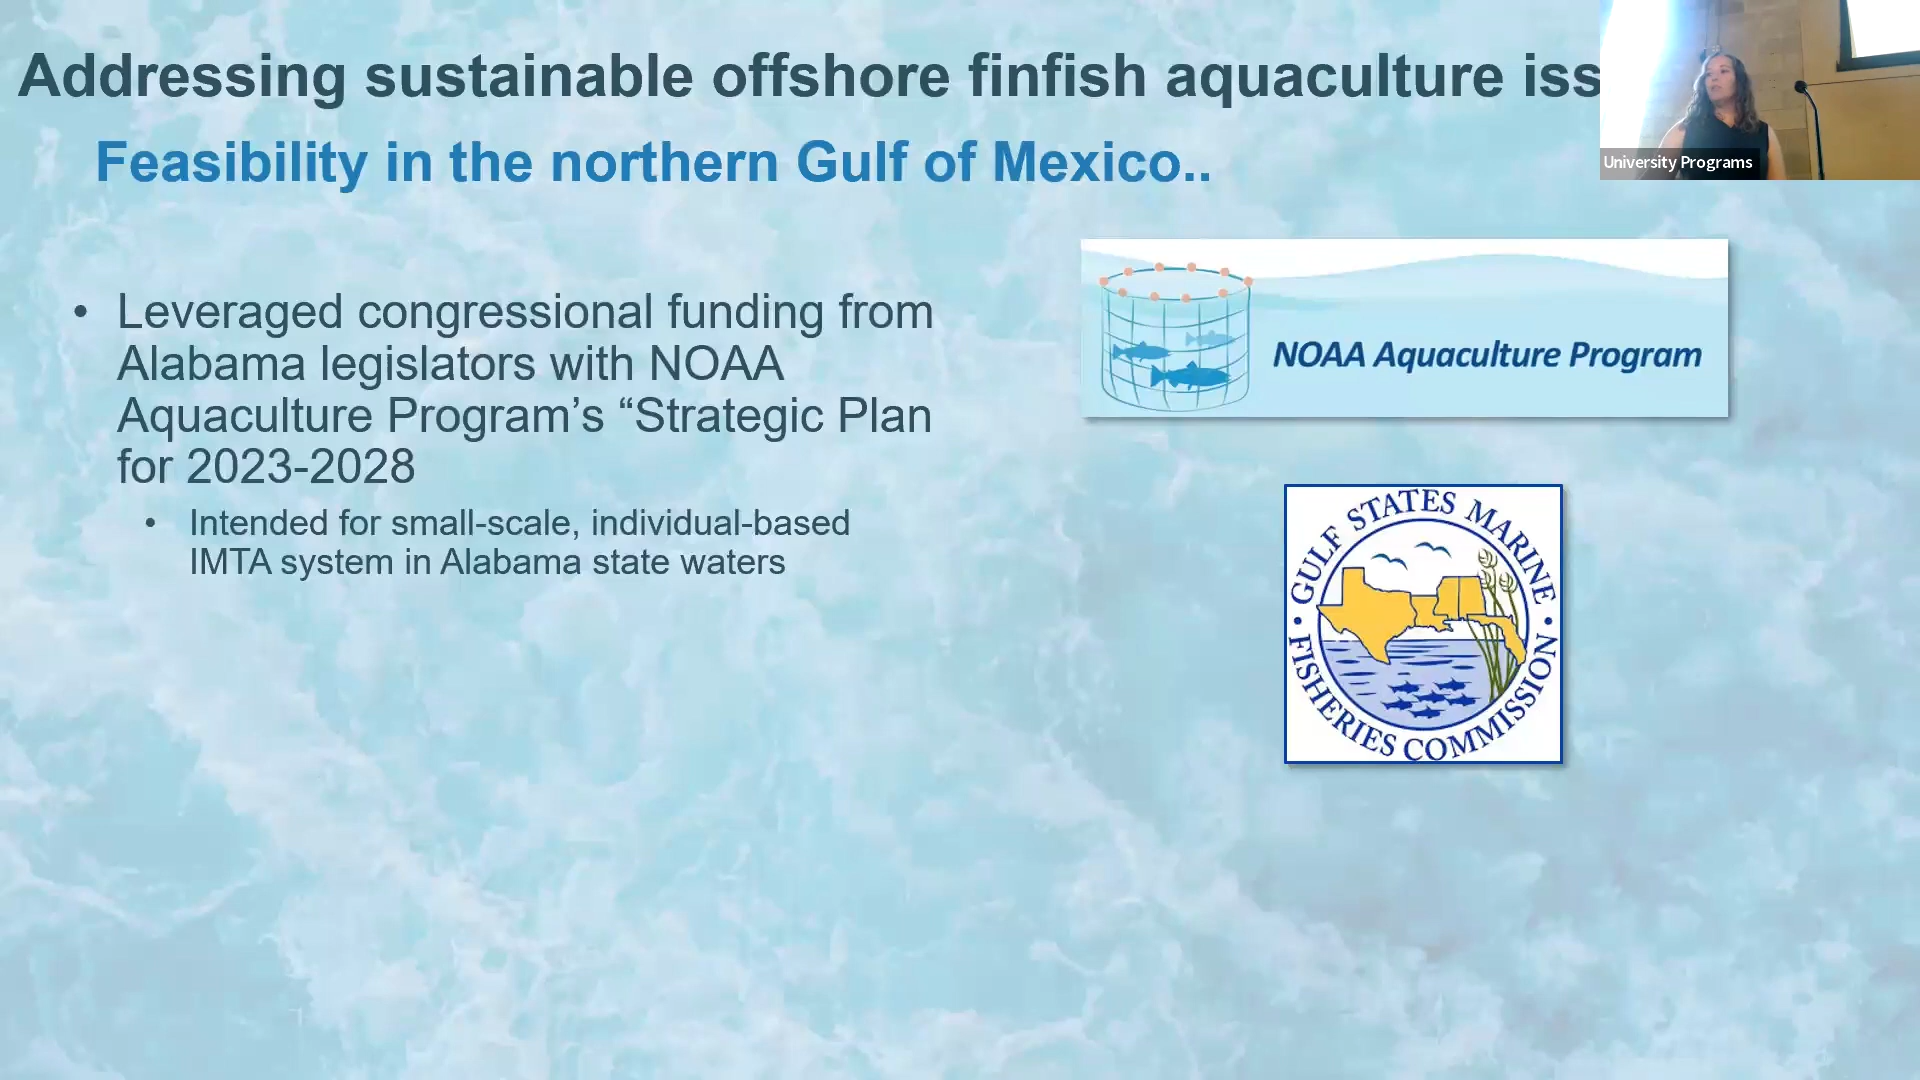 Addressing sustainable offshore finfish aquaculture iss
Feasibility in the northern Gulf of Mexico..
University Programs
• Leveraged congressional funding from
Alabama legislators with NOAA
Aquaculture Program’s “Strategic Plan
for 2023-2028
• Intended for small-scale, individual-based
IMTA system in Alabama state waters
NOAA Aquaculture Program
GULF STATES MARINE
• FISHERIES COMMISSION •